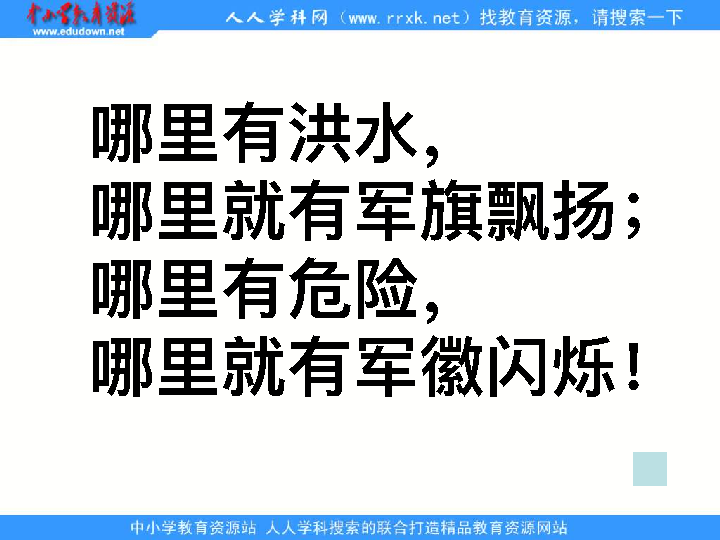 中小学教育资源
www.edudown.net
人人学科网（www.rrxk.net）找教育资源，请搜索一下
哪里有洪水，
哪里就有军旗飘扬；
哪里有危险，
哪里就有军徽闪烁！
中小学教育资源站 人人学科搜索的联合打造精品教育资源网站